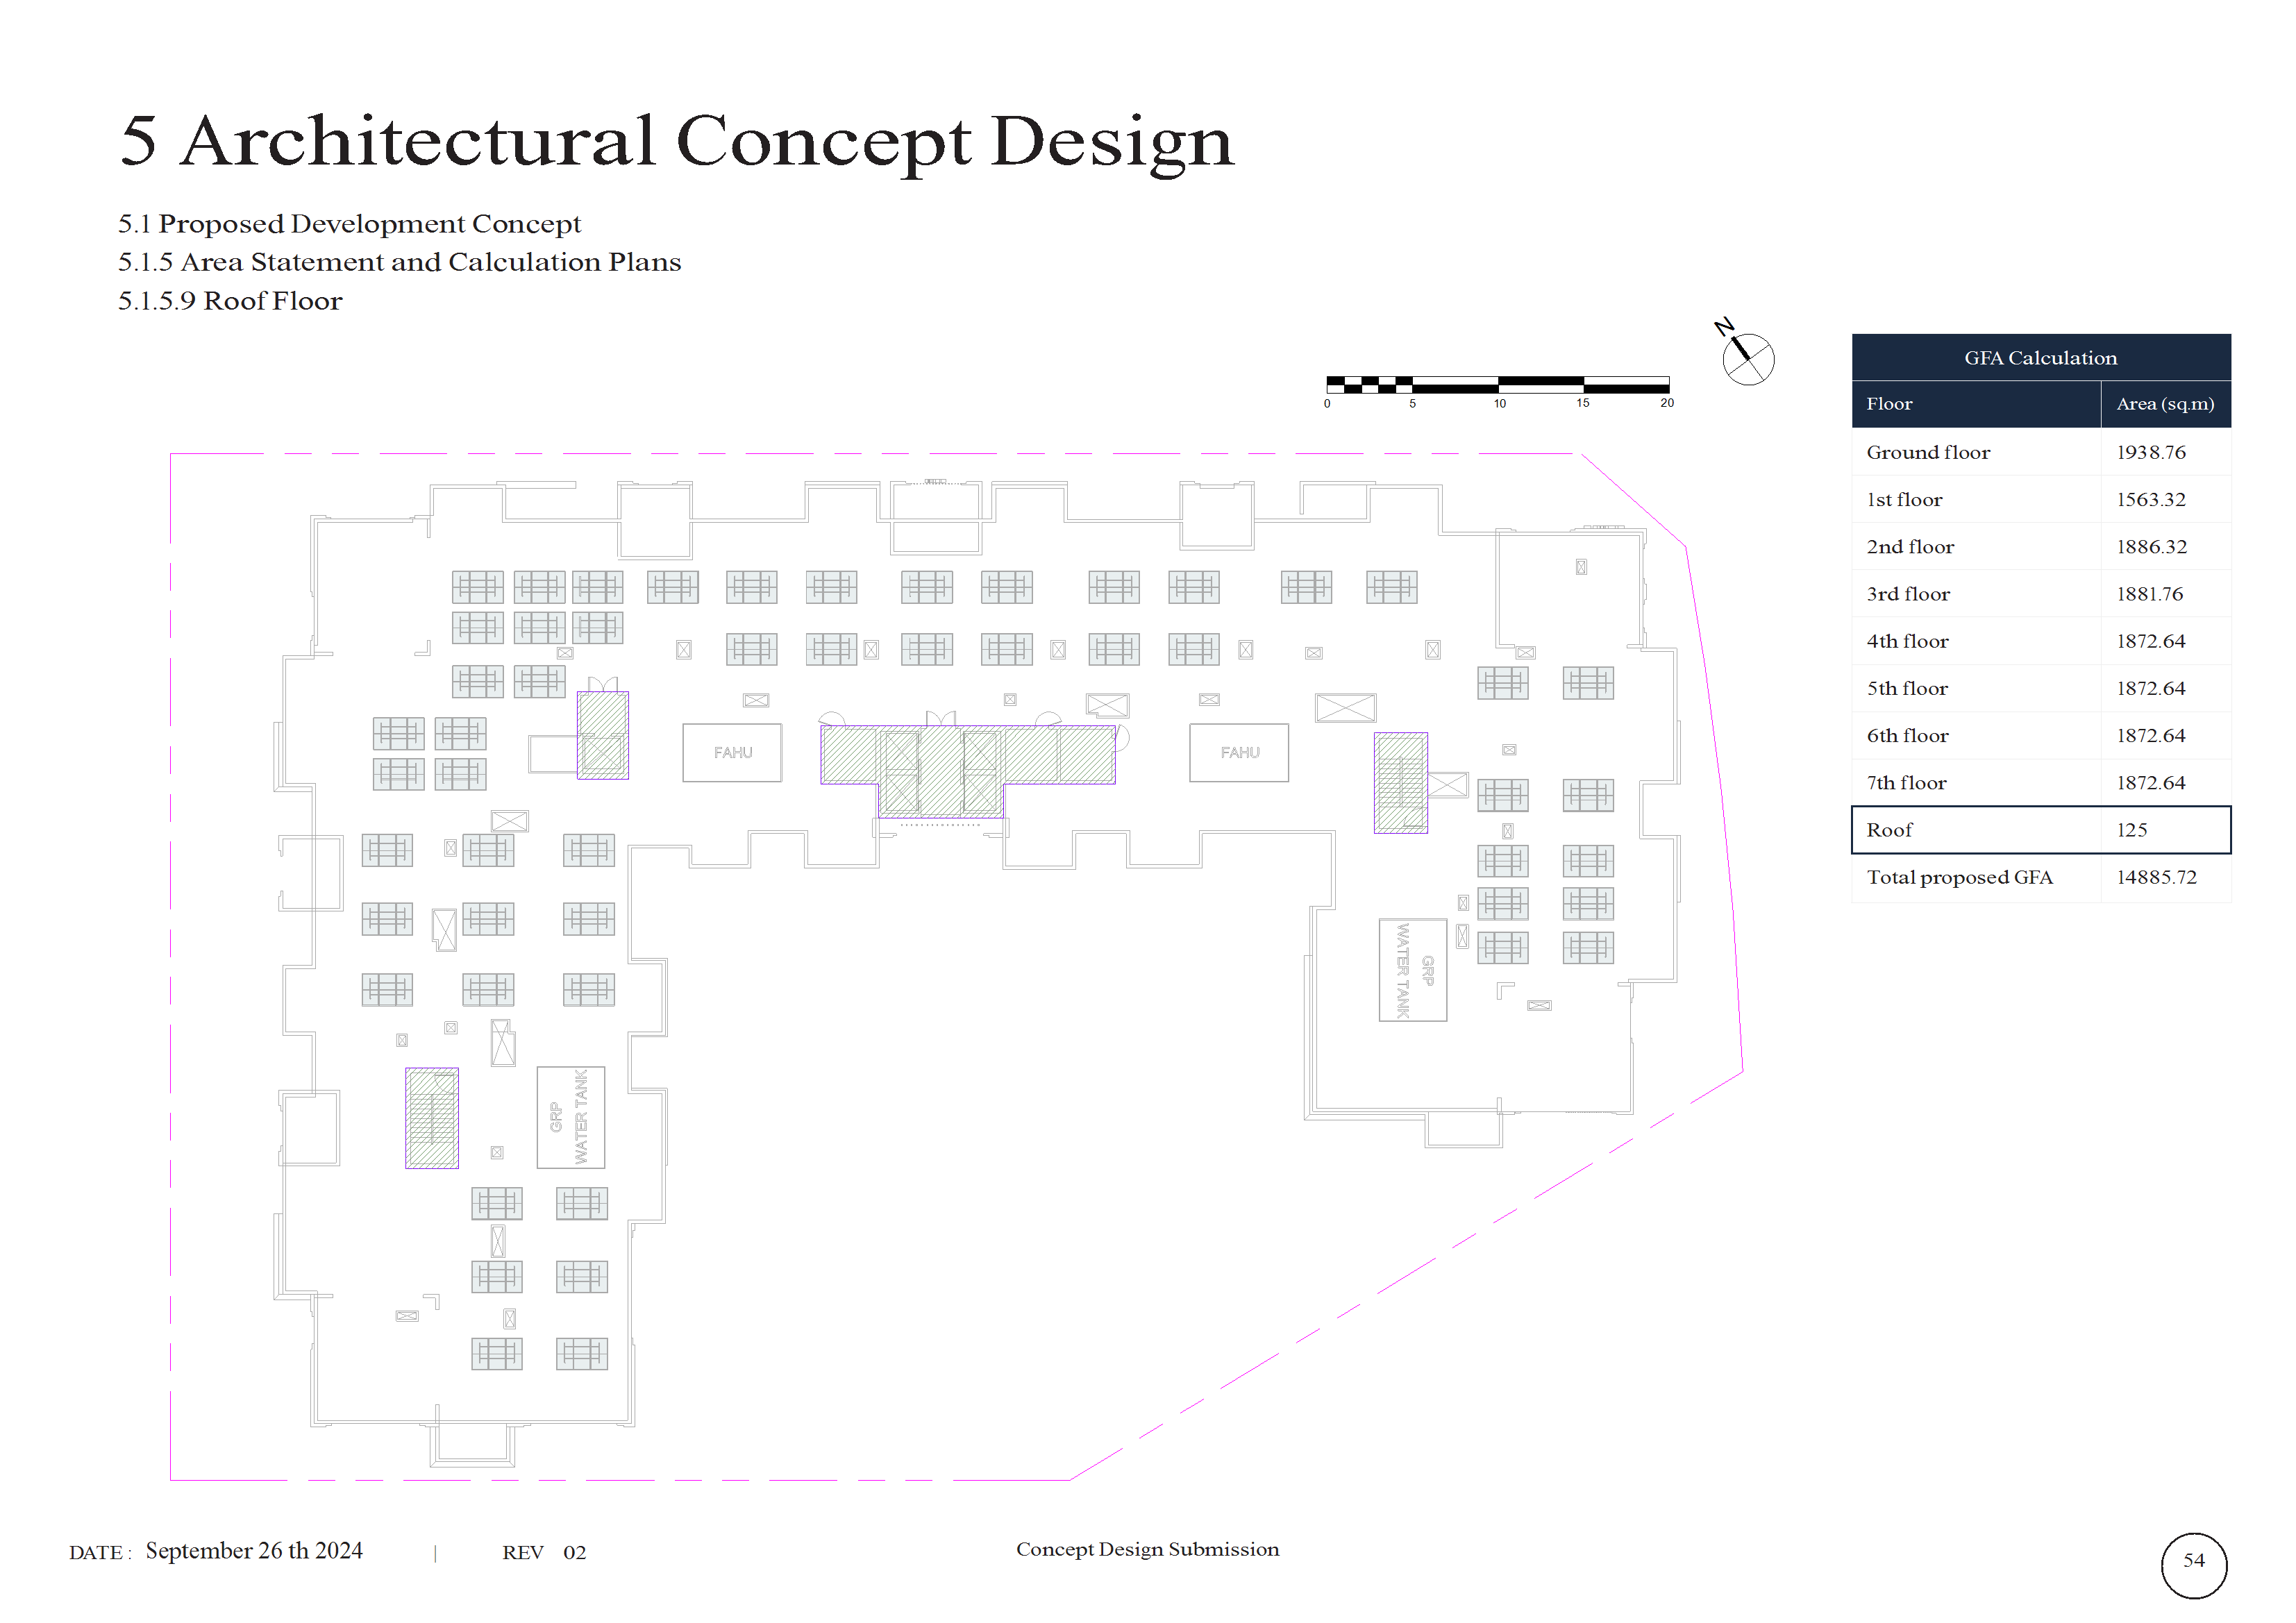 5 Architectural Concept Design
5.1 Proposed Development Concept
5.1.5 Area Statement and Calculation Plans
5.1.5.9 Roof Floor
N
0 5 10 15 20
GFA Calculation
Floor Area (sq.m)
Ground floor 1938.76
1st floor 1563.32
2nd floor 1886.32
3rd floor 1881.76
4th floor 1872.64
5th floor 1872.64
6th floor 1872.64
7th floor 1872.64
Roof 125
Total proposed GFA 14885.72
FAHU
FAHU
GRP
WATER TANK
GRP
WATER TANK
DATE : September 26 th 2024 | REV 02
Concept Design Submission
54